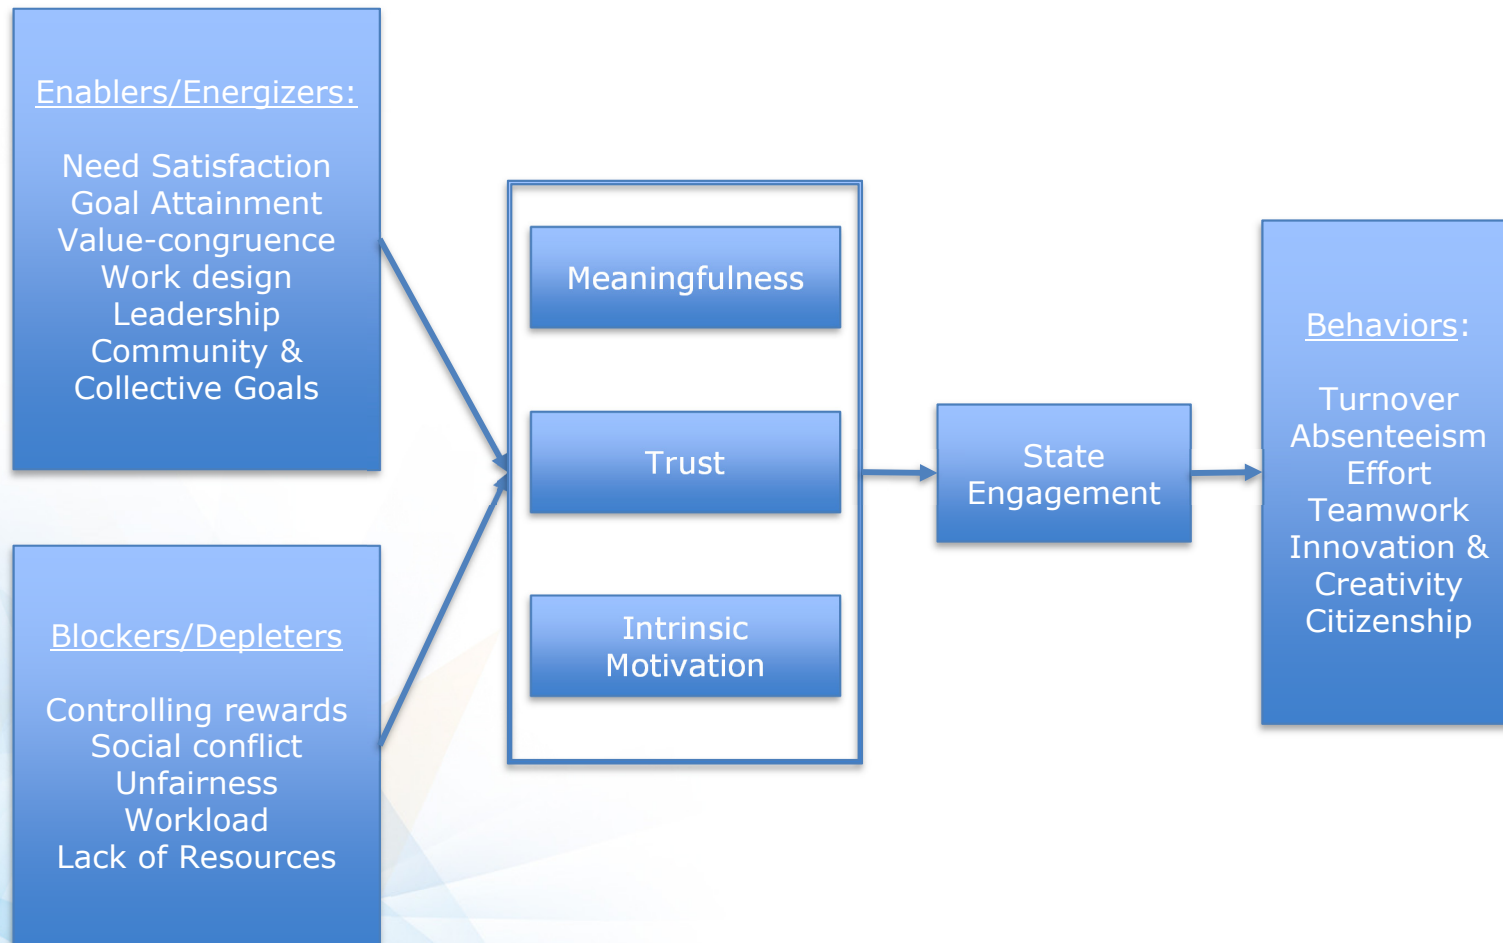 Enablers/Energizers:
Need Satisfaction
Goal Attainment
Value-congruence
Work design
Leadership
Community &
Collective Goals
Blockers/Depleters
Controlling rewards
Social conflict
Unfairness
Workload
Lack of Resources
Meaningfulness
Trust
Intrinsic
Motivation
State
Engagement
Behaviors:
Turnover
Absenteeism
Effort
Teamwork
Innovation &
Creativity
Citizenship